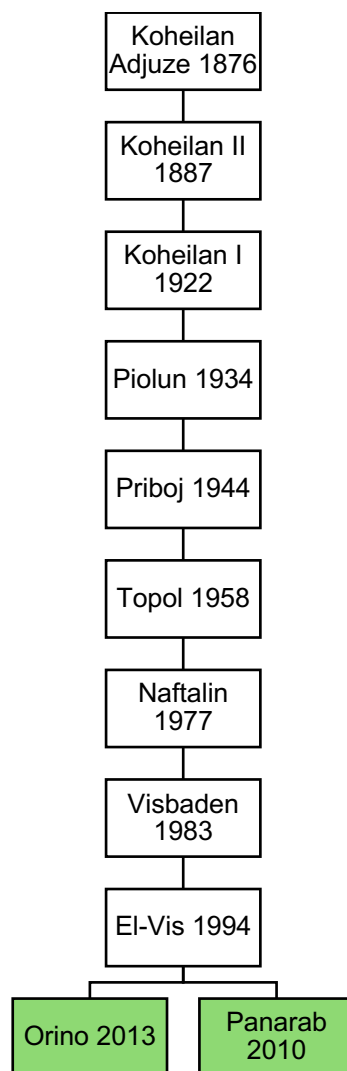 Koheilan
Adjuze 1876
Koheilan II
1887
Koheilan I
1922
Piolun 1934
Priboj 1944
Topol 1958
Naftalin
1977
Visbaden
1983
El-Vis 1994
Orino 2013
Panarab
2010